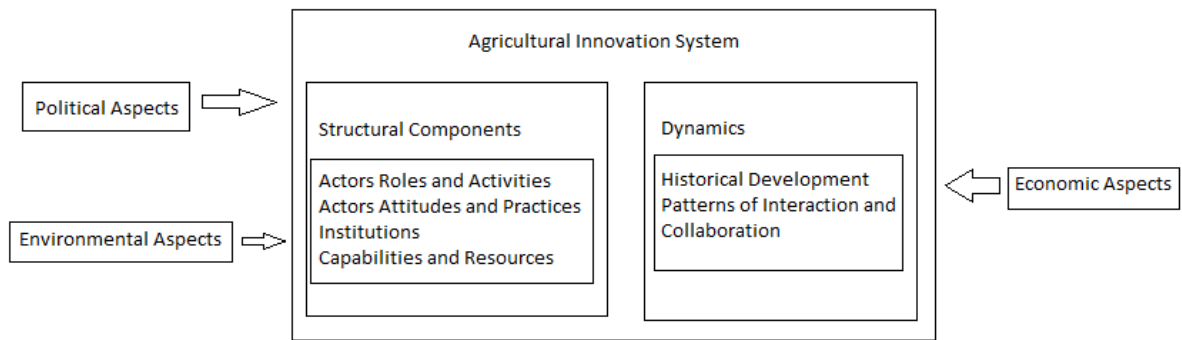 Agricultural Innovation System
Political Aspects
Environmental Aspects
Structural Components
Actors Roles and Activities
Actors Attitudes and Practices
Institutions
Capabilities and Resources
Dynamics
Historical Development
Patterns of Interaction and
Collaboration
Economic Aspects